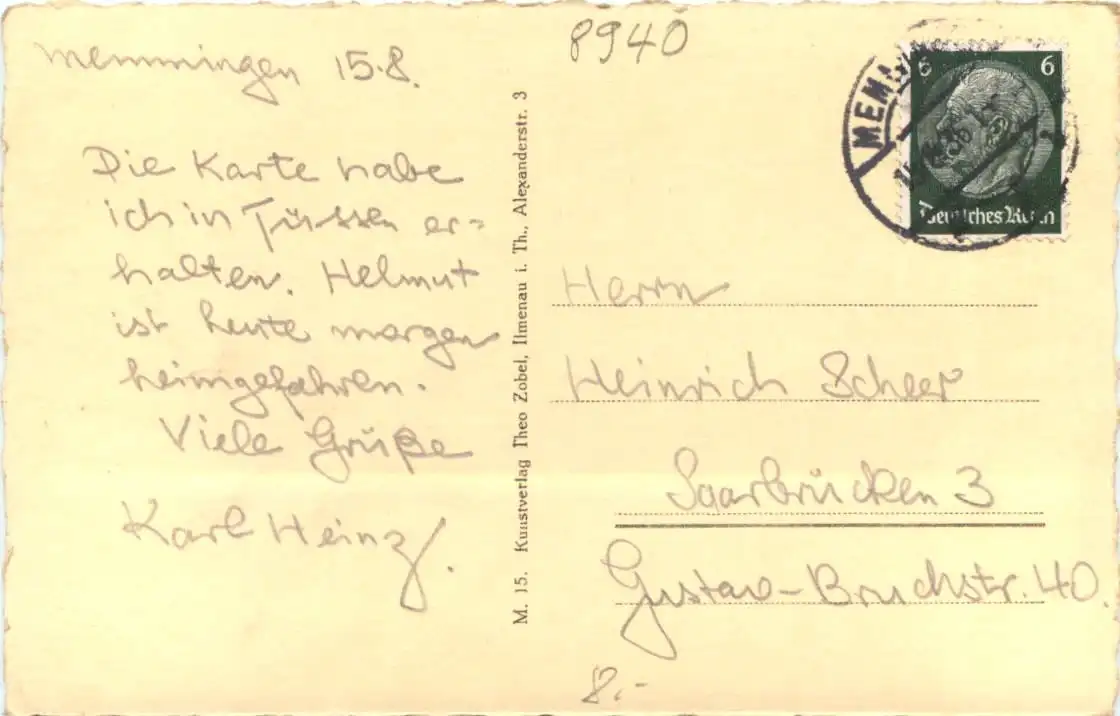 Memmingen 15.8.
Die Karte habe
ich in Füssen er=
halten. Helmut
ist heute morgen
heimgefahren.
Viele Grüße
Karl Heinz.
M. 15. Kunstverlag Theo Zobel, Ilmenau i. Th., Alexanderstr. 3
8940
6 6
Deutsches Reich
Herrn
Heinrich Scheer
Saarbrücken 3
Gustav-Bruchstr. 40.
8.-